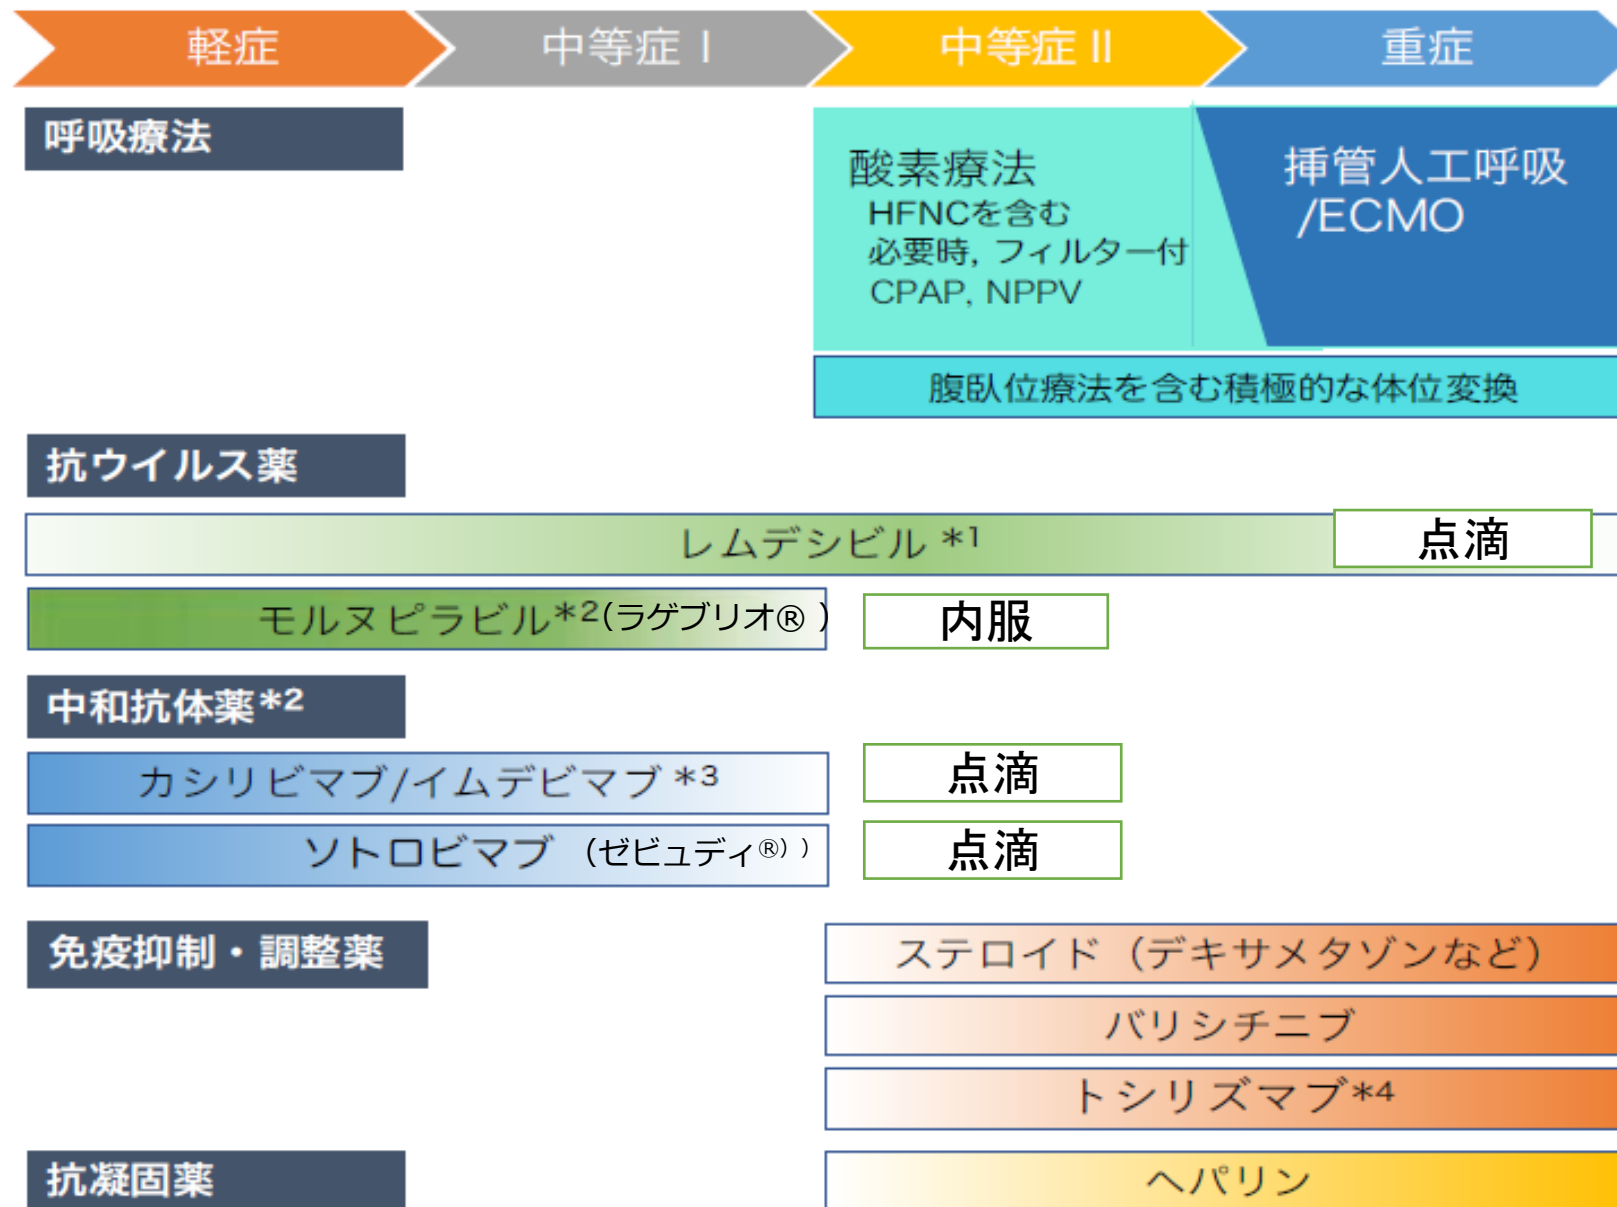 軽症
中等症 I
中等症 II
重症
呼吸療法
酸素療法
HFNCを含む
必要時, フィルター付
CPAP, NPPV
挿管人工呼吸
/ECMO
腹臥位療法を含む積極的な体位変換
抗ウイルス薬
レムデシビル *1
点滴
モルヌピラビル*2(ラゲブリオ® )
内服
中和抗体薬*2
カシリビマブ/イムデビマブ *3
点滴
ソトロビマブ (ゼビュディ®) )
点滴
免疫抑制・調整薬
ステロイド（デキサメタゾンなど）
バリシチニブ
トシリズマブ*4
抗凝固薬
ヘパリン